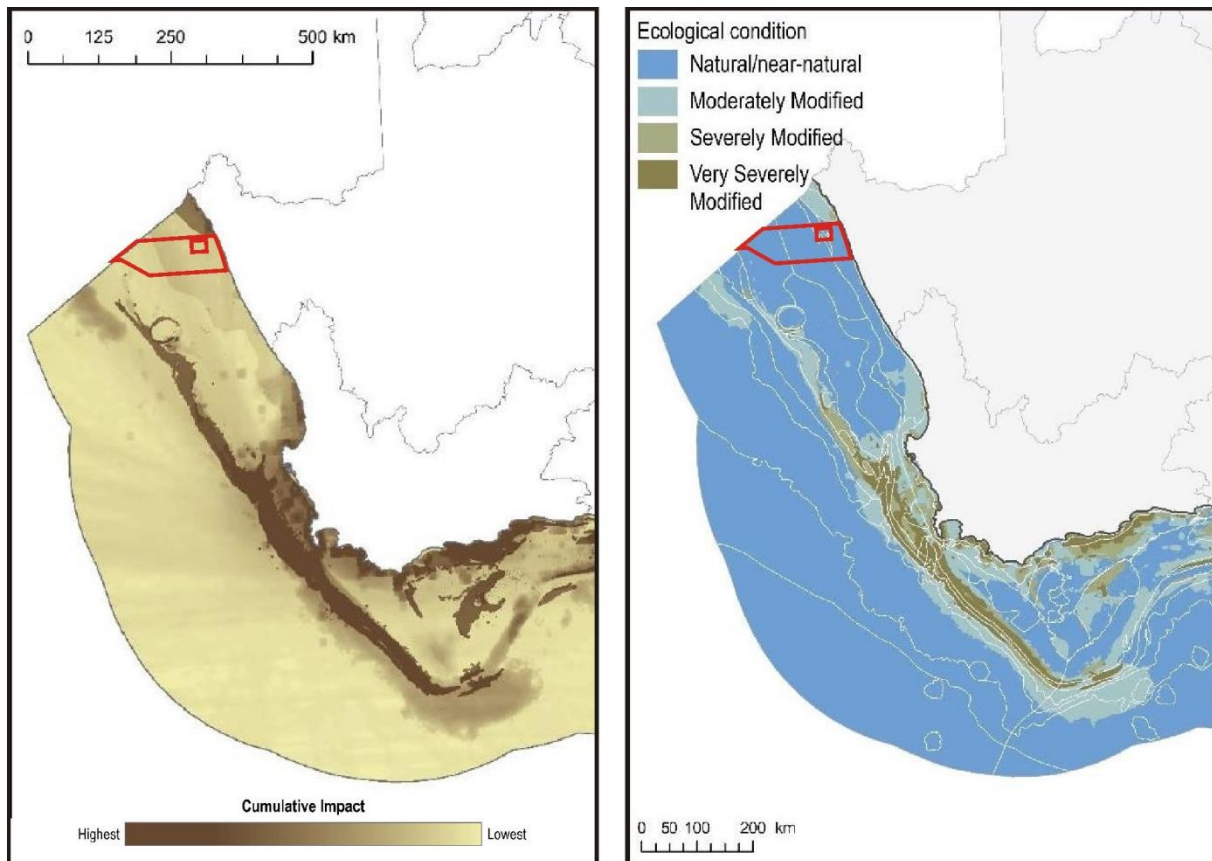 0 125 250 500 km
Cumulative Impact
Highest Lowest
Ecological condition
Natural/near-natural
Moderately Modified
Severely Modified
Very Severely
Modified
0 50 100 200 km